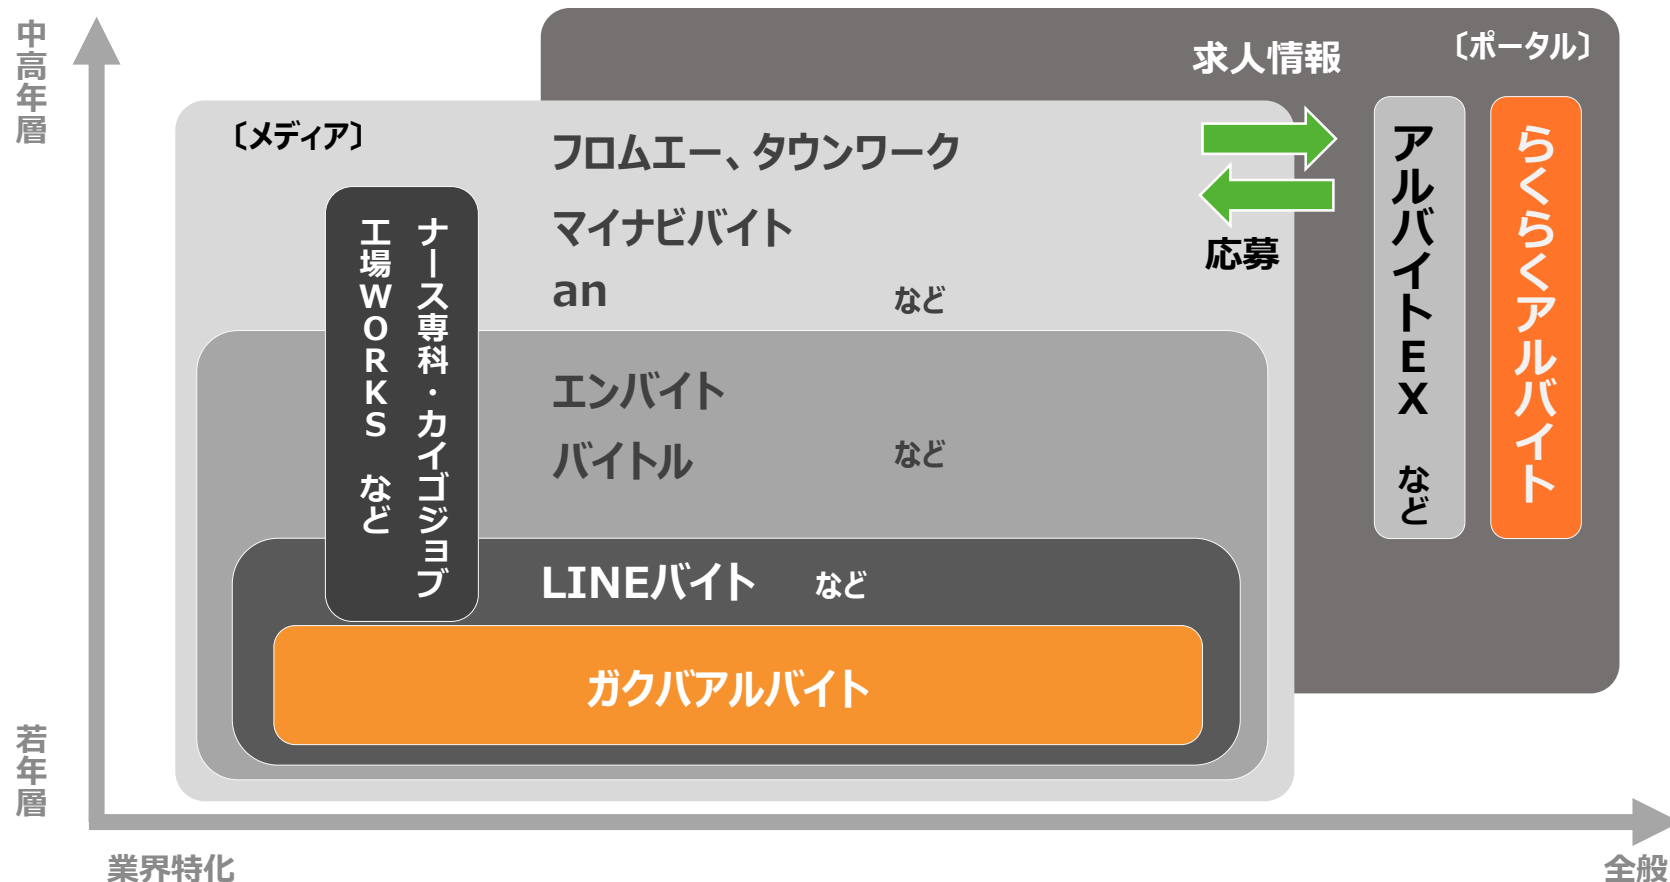 中高年層
〔ポータル〕
求人情報
〔メディア〕
フロムエー、タウンワーク
マイナビバイト
an
など
応募
ナース専科・カイゴジョブ
工場WORKS など
エンバイト
バイトル
など
LINEバイト など
ガクバアルバイト
アルバイトEX など
らくらくアルバイト
若年層
業界特化
全般